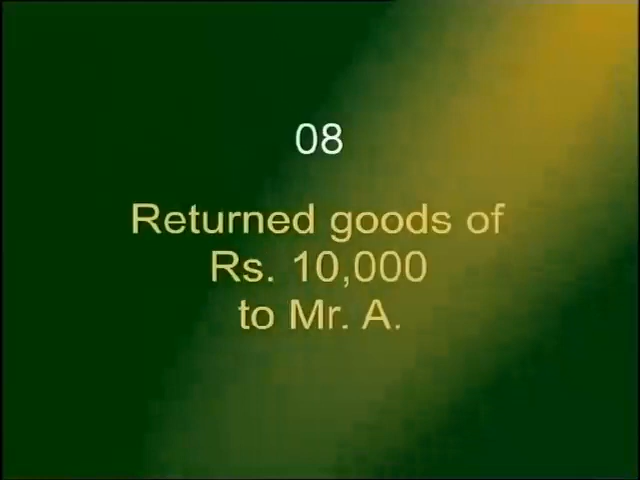 08
Returned goods of
Rs. 10,000
to Mr. A.